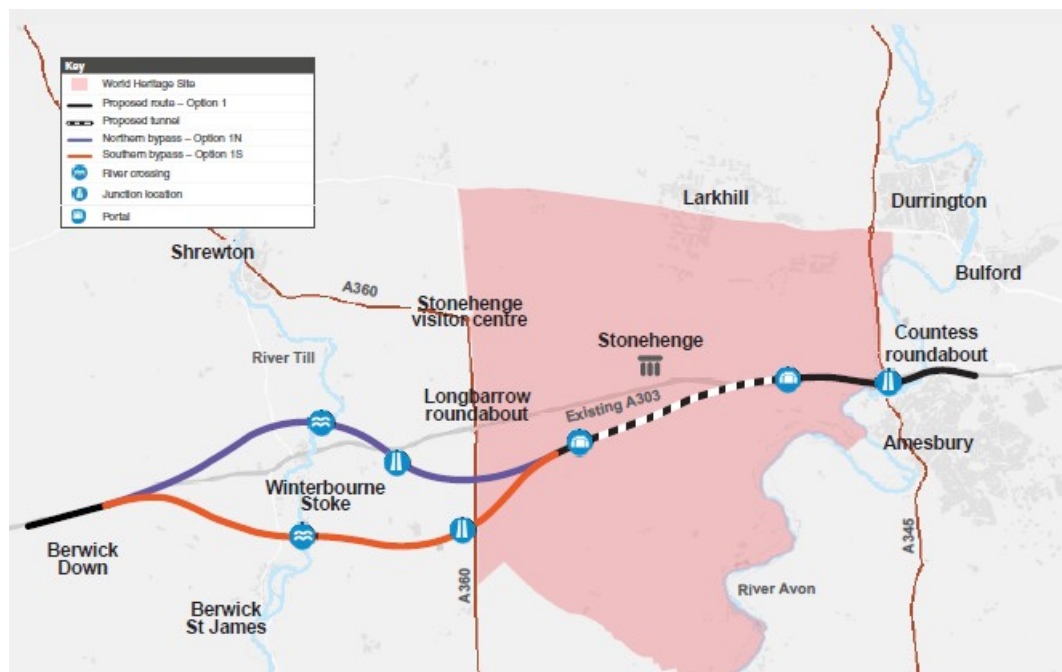 Key
World Heritage Site
Proposed route – Option 1
Proposed tunnel
Northern bypass – Option 1N
Southern bypass – Option 1S
River crossing
Junction location
Portal
Larkhill
Durrington
Shrewton
Bulford
A360
Stonehenge
visitor centre
Stonehenge
Countess
roundabout
River Till
Longbarrow
roundabout
Existing A303
Amesbury
Winterbourne
Stoke
Berwick
Down
A360
A345
River Avon
Berwick
St James